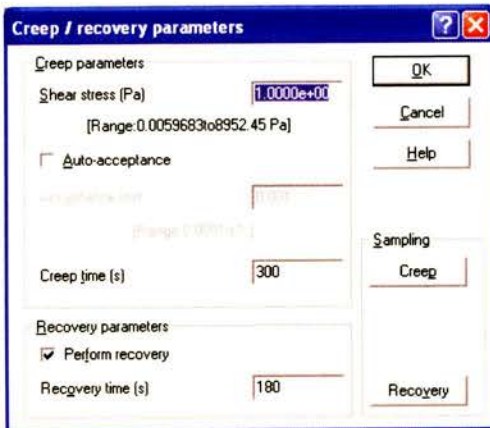 Creep / recovery parameters
Creep parameters
Shear stress (Pa)
1.0000e+00
[Range:0.0059683to8952.45 Pa]
Auto-acceptance
Creep time (s)
300
Recovery parameters
Perform recovery
Recovery time (s)
180
OK
Cancel
Help
Sampling
Creep
Recovery